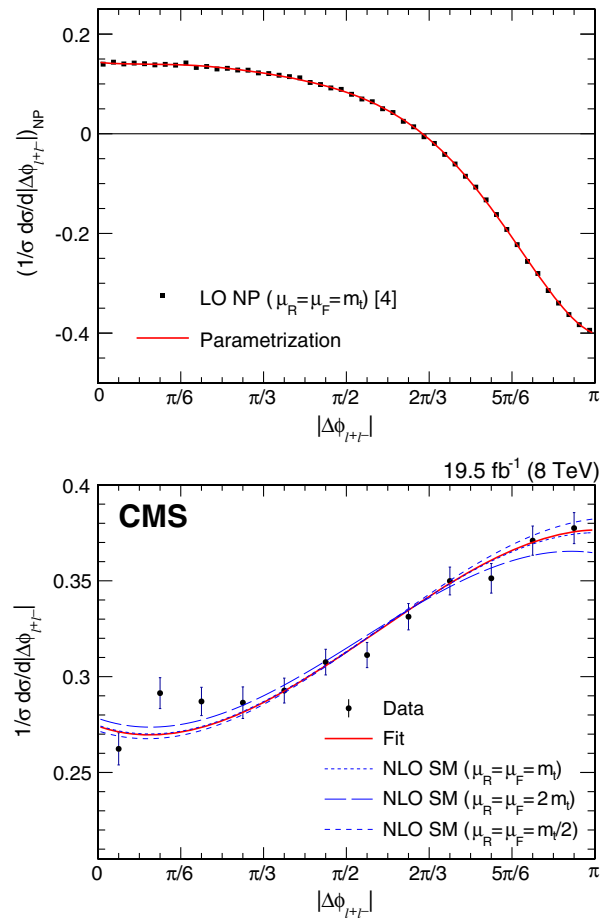 0.2
0
-0.2
-0.4
(1/σ dσ/d|Δϕ_{l+l−}|)_{NP}
LO NP (μ_R=μ_F=m_t) [4]
Parametrization
0 π/6 π/3 π/2 2π/3 5π/6 π
|Δϕ_{l+l−}|
19.5 fb⁻¹ (8 TeV)
0.4
CMS
0.35
0.3
0.25
1/σ dσ/d|Δϕ_{l+l−}|
Data
Fit
NLO SM (μ_R=μ_F=m_t)
NLO SM (μ_R=μ_F=2m_t)
NLO SM (μ_R=μ_F=m_t/2)
0 π/6 π/3 π/2 2π/3 5π/6 π
|Δϕ_{l+l−}|